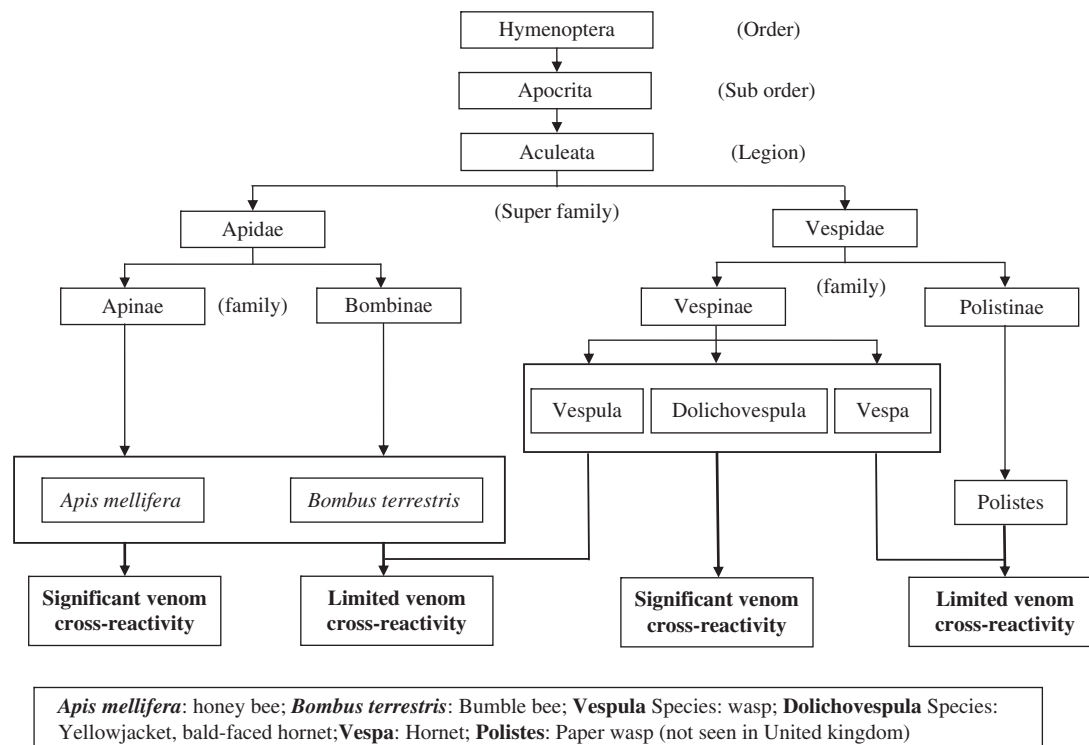 Hymenoptera (Order)
Apocrita (Sub order)
Aculeata (Legion)
(Super family)
Apidae Vespidae
Apinae (family) Bombinae Vespinae (family) Polistinae
Vespula Dolichovespula Vespa
Apis mellifera Bombus terrestris Polistes
Significant venom
cross-reactivity
Limited venom
cross-reactivity
Significant venom
cross-reactivity
Limited venom
cross-reactivity
Apis mellifera: honey bee; Bombus terrestris: Bumble bee; Vespula Species: wasp; Dolichovespula Species:
Yellowjacket, bald-faced hornet;Vespa: Hornet; Polistes: Paper wasp (not seen in United kingdom)